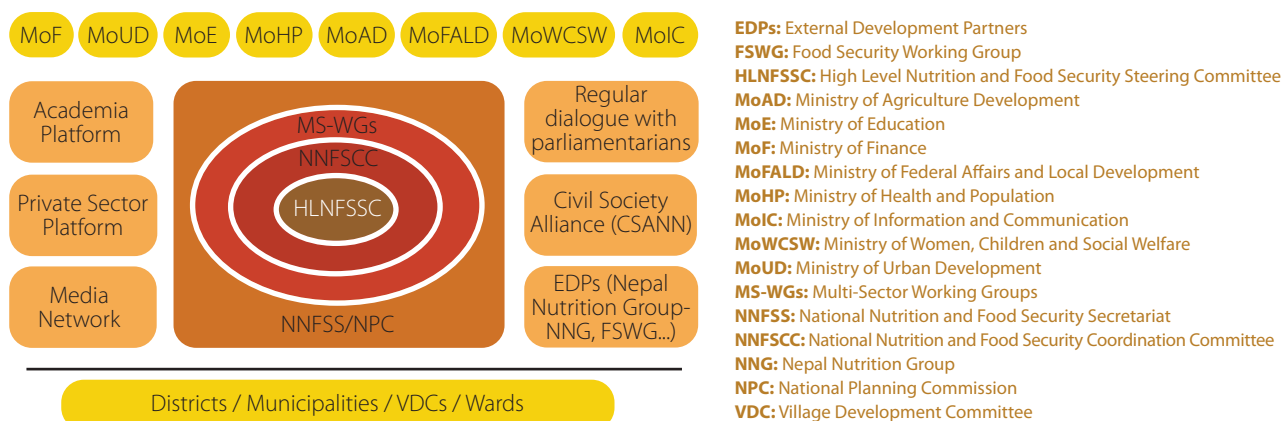 MoF MoUD MoE MoHP MoAD MoFALD MoWCSW MoIC
Academia
Platform
Private Sector
Platform
Media
Network
MS-WGs
NNFSCC
HLNFSSC
NNFSS/NPC
Regular
dialogue with
parliamentarians
Civil Society
Alliance (CSANN)
EDPs (Nepal
Nutrition Group-
NNG, FSWG...)
Districts / Municipalities / VDCs / Wards
EDPs: External Development Partners
FSWG: Food Security Working Group
HLNFSSC: High Level Nutrition and Food Security Steering Committee
MoAD: Ministry of Agriculture Development
MoE: Ministry of Education
MoF: Ministry of Finance
MoFALD: Ministry of Federal Affairs and Local Development
MoHP: Ministry of Health and Population
MoIC: Ministry of Information and Communication
MoWCSW: Ministry of Women, Children and Social Welfare
MoUD: Ministry of Urban Development
MS-WGs: Multi-Sector Working Groups
NNFSS: National Nutrition and Food Security Secretariat
NNFSCC: National Nutrition and Food Security Coordination Committee
NNG: Nepal Nutrition Group
NPC: National Planning Commission
VDC: Village Development Committee